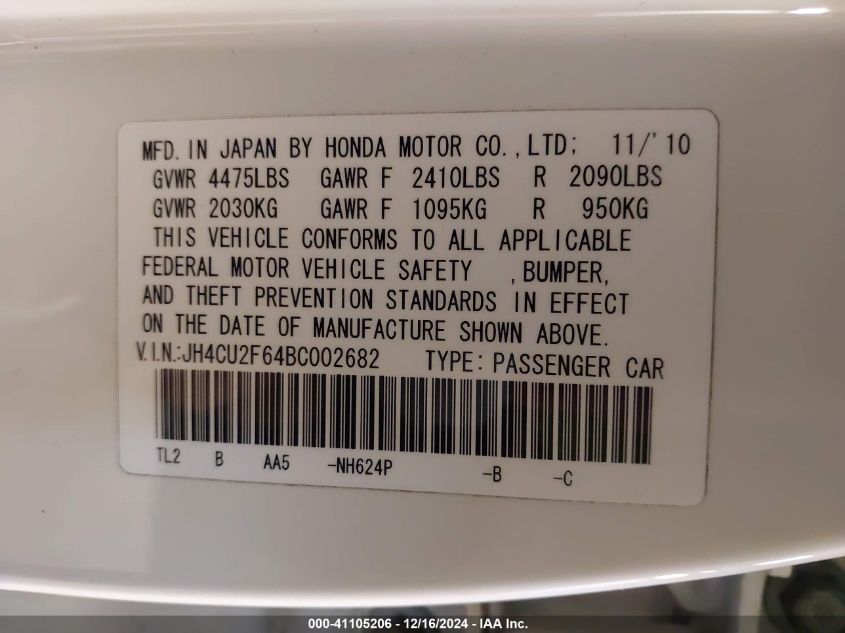 MFD. IN JAPAN BY HONDA MOTOR CO., LTD; 11/'10
GVWR 4475LBS GAWR F 2410LBS R 2090LBS
GVWR 2030KG GAWR F 1095KG R 950KG
THIS VEHICLE CONFORMS TO ALL APPLICABLE
FEDERAL MOTOR VEHICLE SAFETY , BUMPER,
AND THEFT PREVENTION STANDARDS IN EFFECT
ON THE DATE OF MANUFACTURE SHOWN ABOVE.
V.I.N.:JH4CU2F64BC002682 TYPE: PASSENGER CAR
TL2 B AA5 -NH624P -B -C
000-41105206 - 12/16/2024 - IAA Inc.